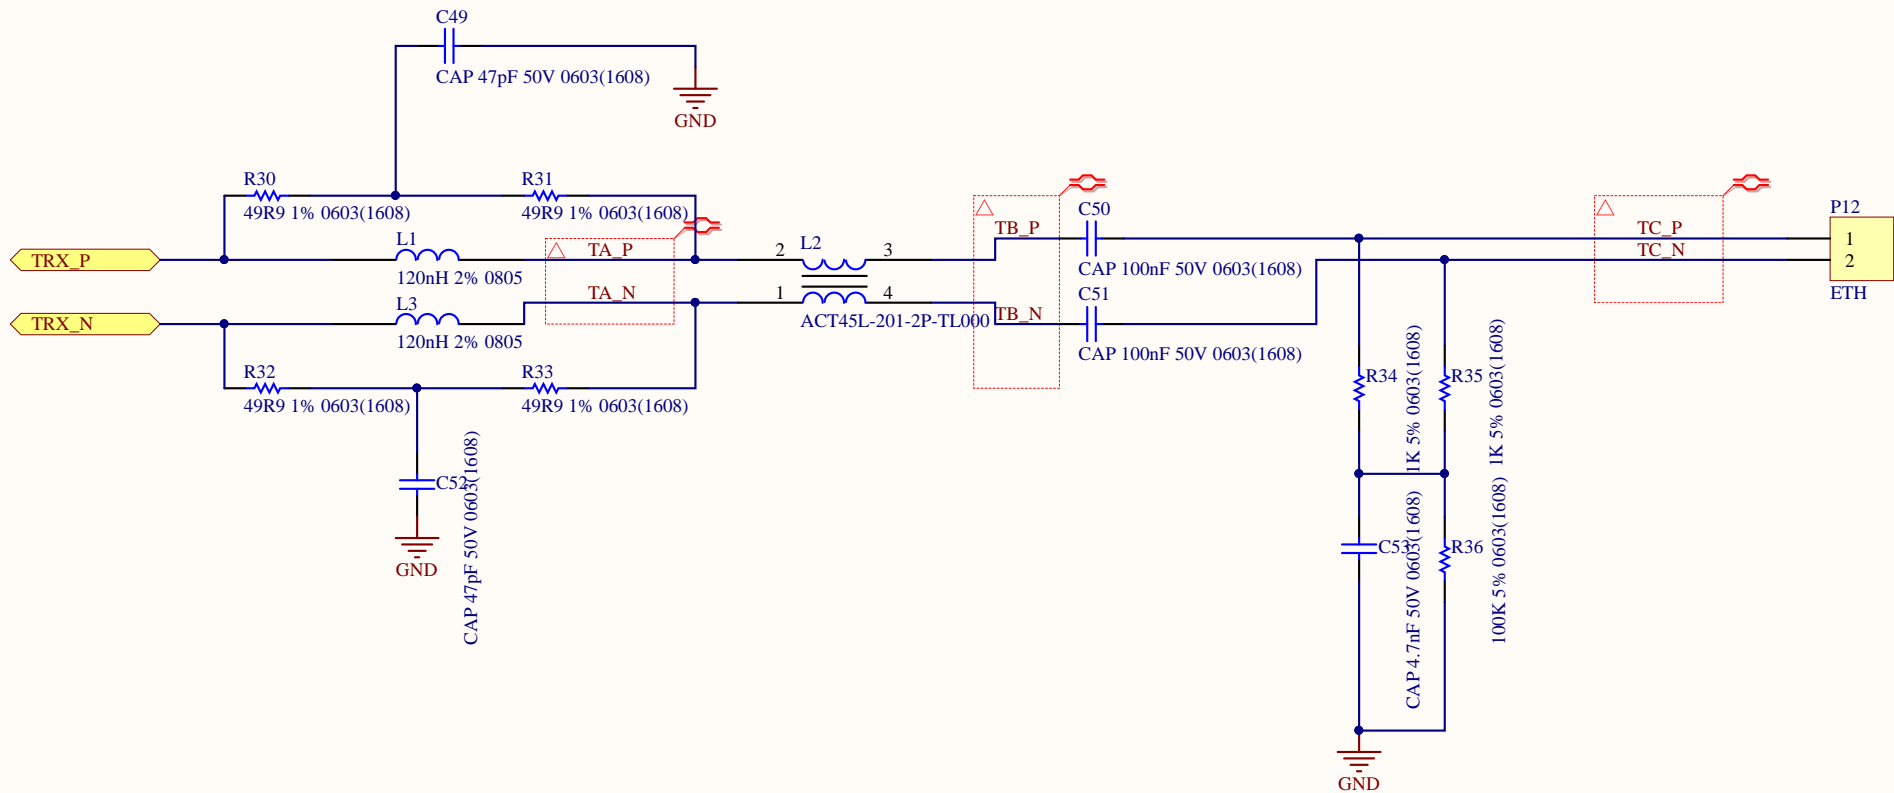 C49
CAP 47pF 50V 0603(1608)
GND
R30
49R9 1% 0603(1608)
R31
49R9 1% 0603(1608)
TRX_P
L1
120nH 2% 0805
TA_P
TA_N
TRX_N
L3
120nH 2% 0805
R32
49R9 1% 0603(1608)
R33
49R9 1% 0603(1608)
C52
CAP 47pF 50V 0603(1608)
GND
2
L2
3
1
4
ACT45L-201-2P-TL000
TB_P
TB_N
C50
CAP 100nF 50V 0603(1608)
C51
CAP 100nF 50V 0603(1608)
TC_P
TC_N
P12
1
2
ETH
R34
1K 5% 0603(1608)
R35
1K 5% 0603(1608)
C53
CAP 4.7nF 50V 0603(1608)
R36
100K 5% 0603(1608)
GND